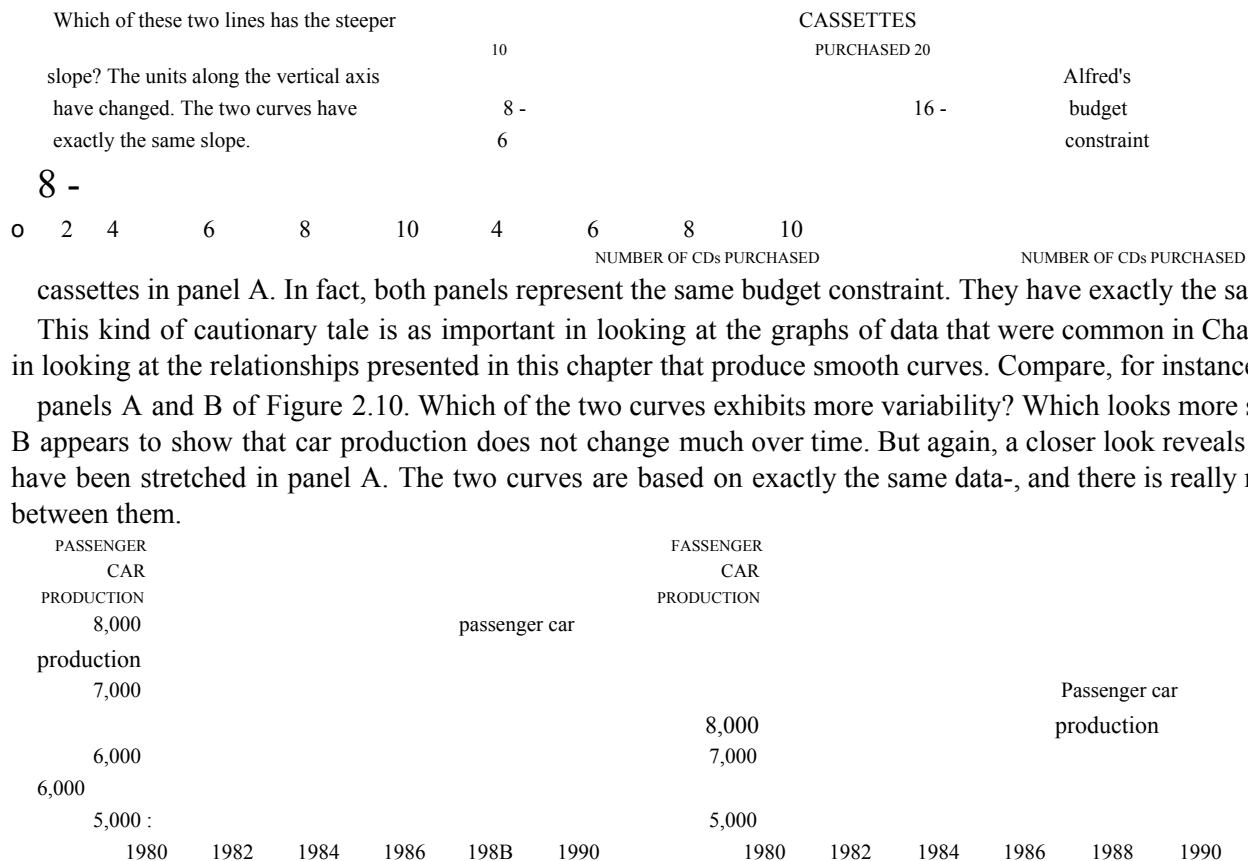 Which of these two lines has the steeper CASSETTES
10 PURCHASED 20
slope? The units along the vertical axis Alfred's
have changed. The two curves have 8 - 16 - budget
exactly the same slope. 6 constraint
8 -
o 2 4 6 8 10 4 6 8 10
NUMBER OF CDs PURCHASED NUMBER OF CDs PURCHASED
cassettes in panel A. In fact, both panels represent the same budget constraint. They have exactly the sa
This kind of cautionary tale is as important in looking at the graphs of data that were common in Cha
in looking at the relationships presented in this chapter that produce smooth curves. Compare, for instance
panels A and B of Figure 2.10. Which of the two curves exhibits more variability? Which looks more s
B appears to show that car production does not change much over time. But again, a closer look reveals
have been stretched in panel A. The two curves are based on exactly the same data-, and there is really
between them.
PASSENGER FASSENGER
CAR CAR
PRODUCTION PRODUCTION
8,000 passenger car
production
7,000 Passenger car
8,000 production
6,000 7,000
6,000
5,000 : 5,000
1980 1982 1984 1986 198B 1990 1980 1982 1984 1986 1988 1990